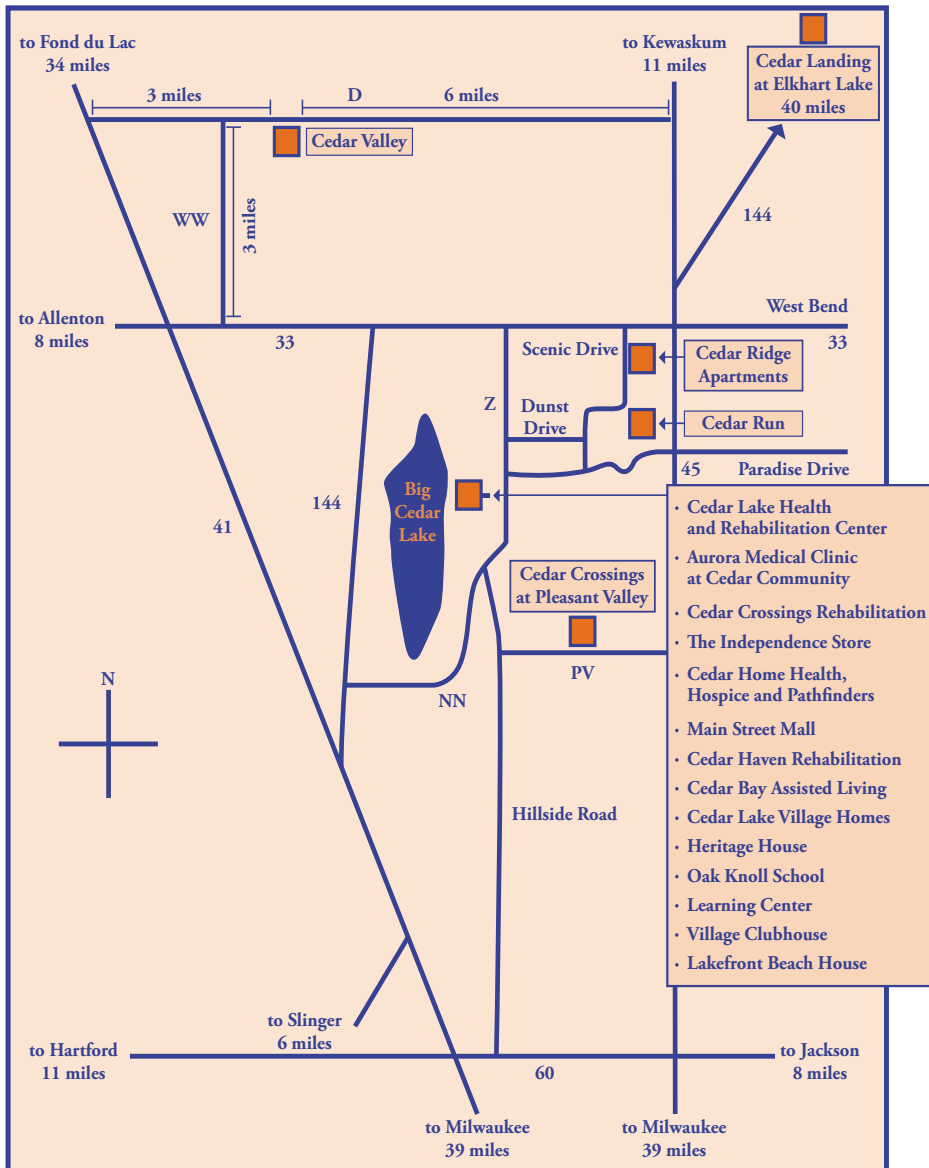 to Fond du Lac
34 miles
to Kewaskum
11 miles
Cedar Landing
at Elkhart Lake
40 miles
3 miles
D
6 miles
Cedar Valley
WW
3 miles
144
to Allenton
8 miles
33
West Bend
33
Scenic Drive
Cedar Ridge
Apartments
Z
Dunst
Drive
Cedar Run
45
Paradise Drive
Big
Cedar
Lake
144
41
· Cedar Lake Health
and Rehabilitation Center
· Aurora Medical Clinic
at Cedar Community
· Cedar Crossings Rehabilitation
· The Independence Store
· Cedar Home Health,
Hospice and Pathfinders
· Main Street Mall
· Cedar Haven Rehabilitation
· Cedar Bay Assisted Living
· Cedar Lake Village Homes
· Heritage House
· Oak Knoll School
· Learning Center
· Village Clubhouse
· Lakefront Beach House
Cedar Crossings
at Pleasant Valley
PV
NN
N
Hillside Road
to Slinger
6 miles
to Hartford
11 miles
60
to Jackson
8 miles
to Milwaukee
39 miles
to Milwaukee
39 miles